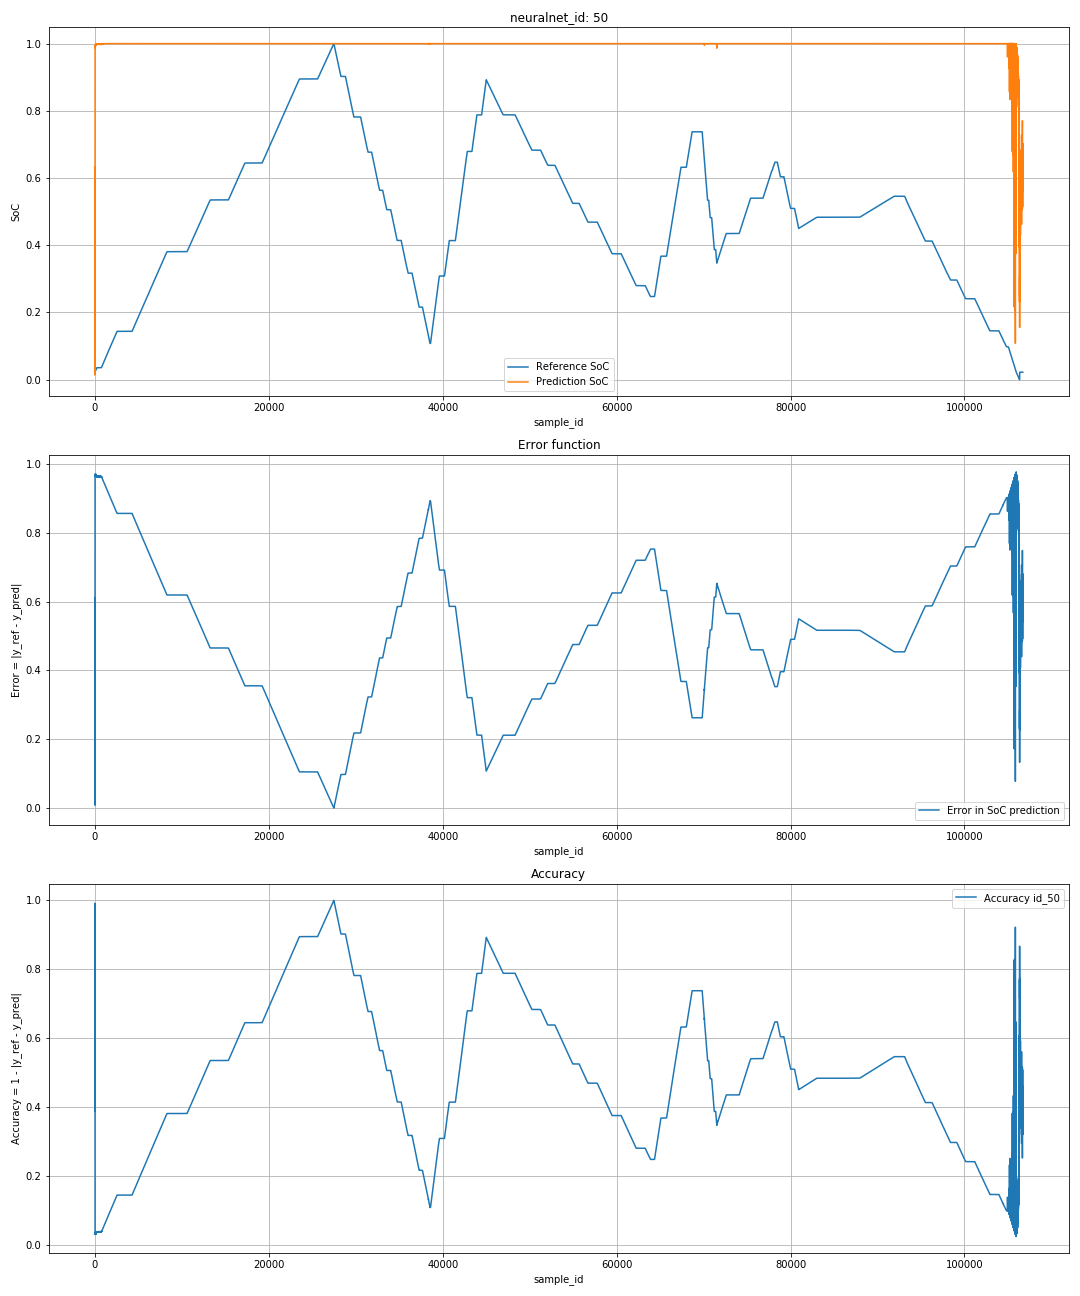 neuralnet_id: 50
1.0
0.8
0.6
0.4
0.2
0.0
SoC
Reference SoC
Prediction SoC
0 20000 40000 60000 80000 100000
sample_id
Error function
1.0
0.8
0.6
0.4
0.2
0.0
Error = |y_ref - y_pred|
Error in SoC prediction
0 20000 40000 60000 80000 100000
sample_id
Accuracy
1.0
0.8
0.6
0.4
0.2
0.0
Accuracy = 1 - |y_ref - y_pred|
Accuracy id_50
0 20000 40000 60000 80000 100000
sample_id